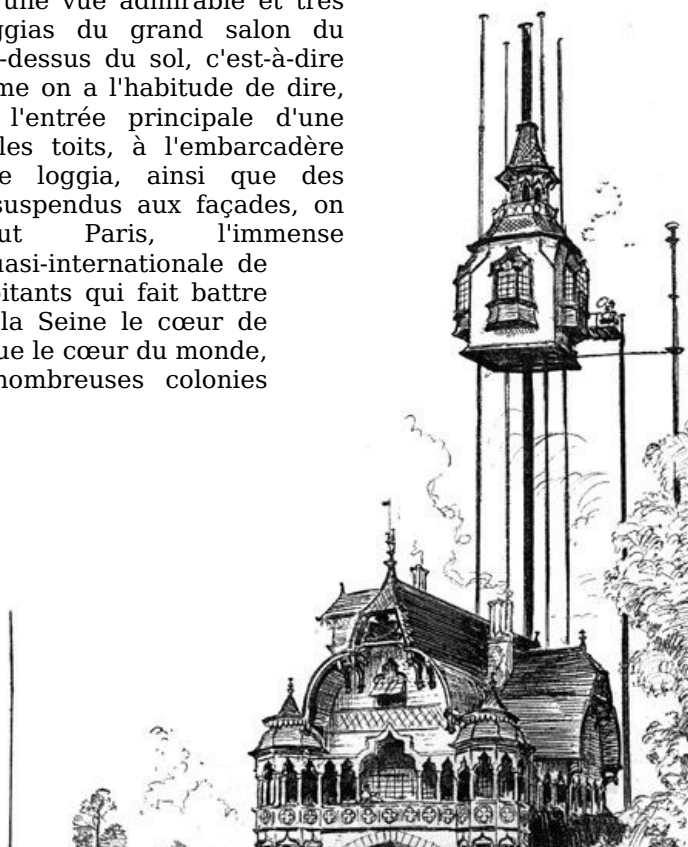 'une vue admirable et très
ggias du grand salon du
-dessus du sol, c'est-à-dire
me on a l'habitude de dire,
l'entrée principale d'une
les toits, à l'embarcadère
e loggia, ainsi que des
suspendus aux façades, on
ut Paris, l'immense
uasi-internationale de
bitants qui fait battre
la Seine le cœur de
ue le cœur du monde,
nombreuses colonies